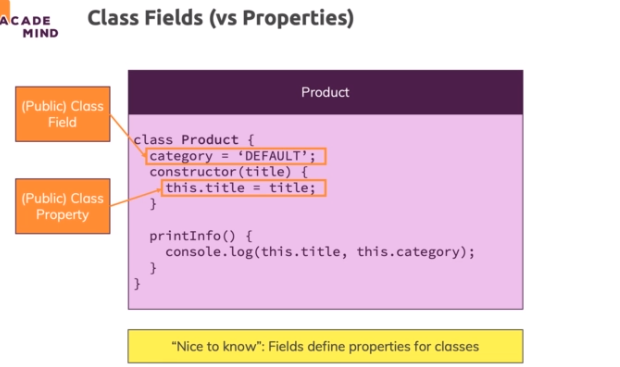 ACADE
MIND
Class Fields (vs Properties)
Product
(Public) Class
Field
class Product {
category = ‘DEFAULT’;
constructor(title) {
this.title = title;
}
(Public) Class
Property
printInfo() {
console.log(this.title, this.category);
}
}
“Nice to know”: Fields define properties for classes